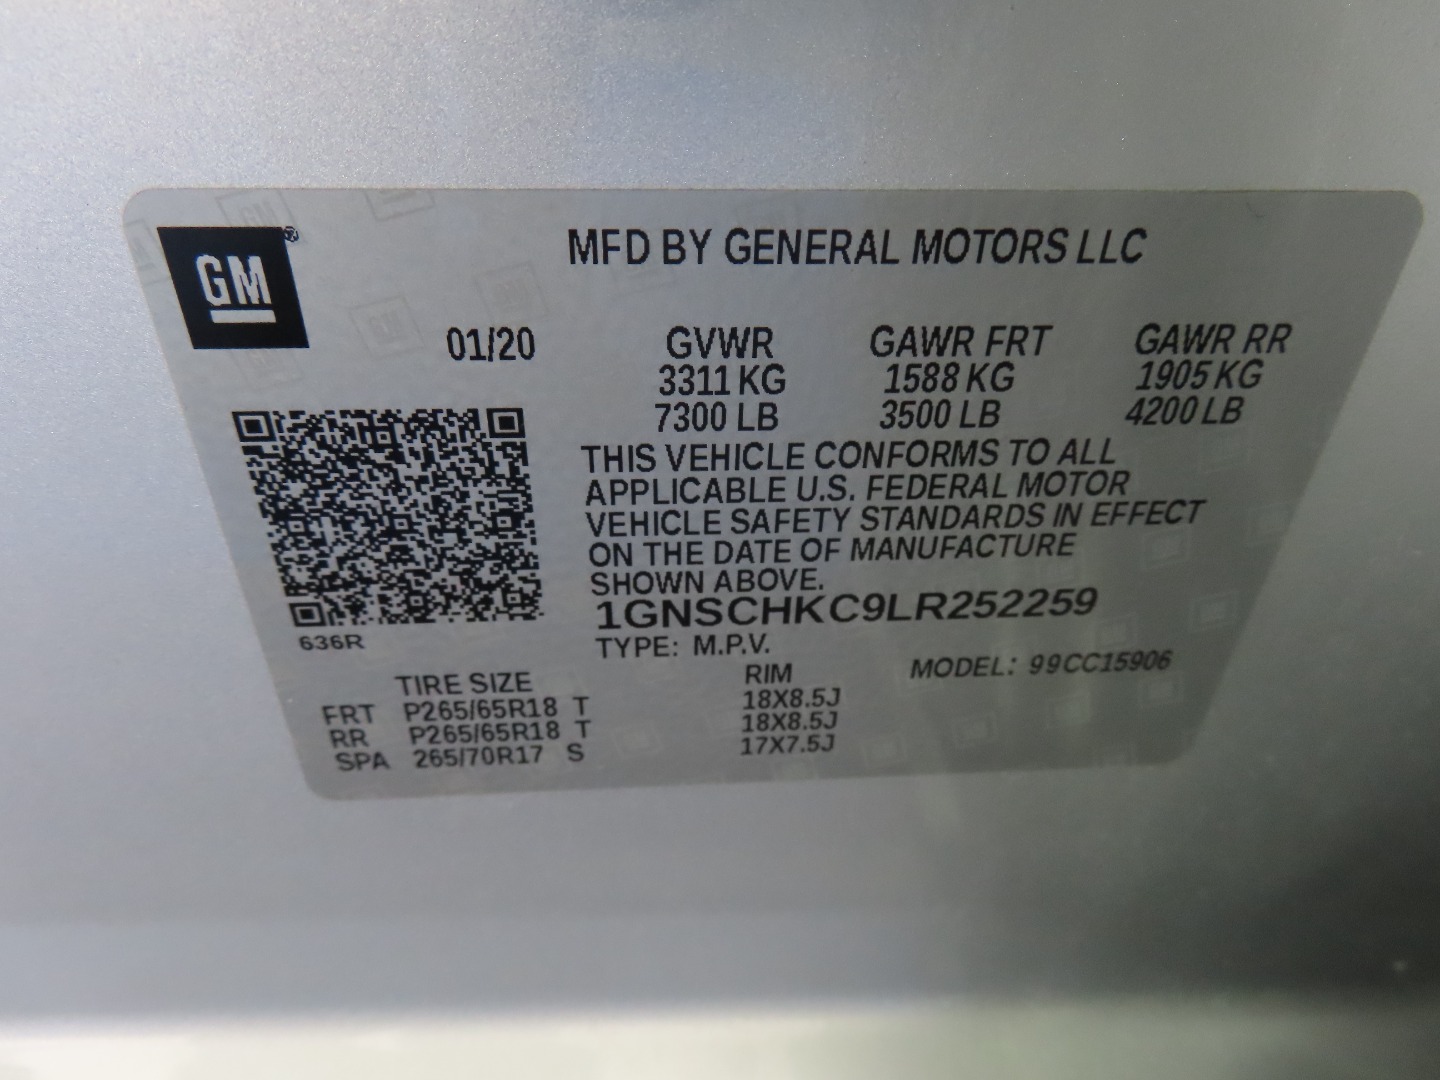 GM®
MFD BY GENERAL MOTORS LLC
01/20 GVWR GAWR FRT GAWR RR
3311 KG 1588 KG 1905 KG
7300 LB 3500 LB 4200 LB
THIS VEHICLE CONFORMS TO ALL
APPLICABLE U.S. FEDERAL MOTOR
VEHICLE SAFETY STANDARDS IN EFFECT
ON THE DATE OF MANUFACTURE
SHOWN ABOVE.
1GNSCHKC9LR252259
636R
TYPE: M.P.V.
MODEL: 99CC15906
TIRE SIZE RIM
FRT P265/65R18 T 18X8.5J
RR P265/65R18 T 18X8.5J
SPA 265/70R17 S 17X7.5J